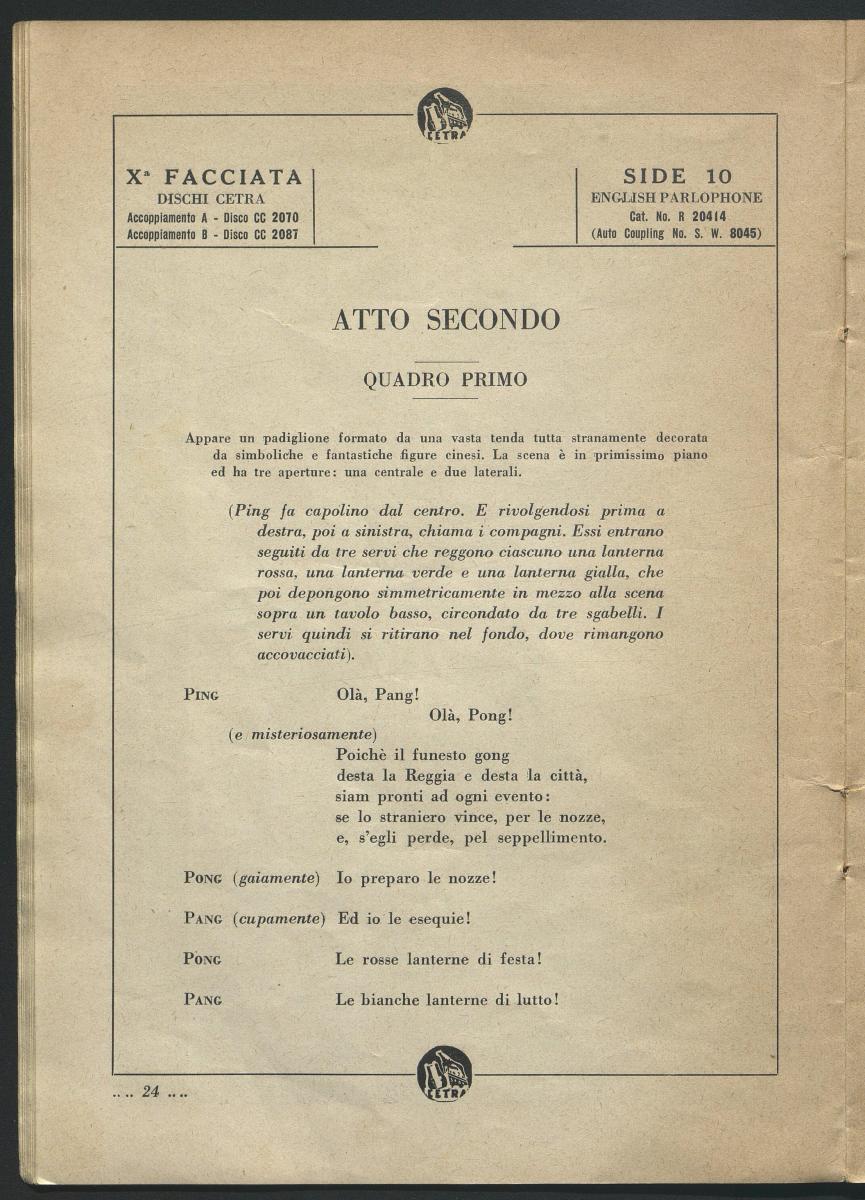 CETRA
Xª FACCIATA
DISCHI CETRA
Accoppiamento A - Disco CC 2070
Accoppiamento B - Disco CC 2087
SIDE 10
ENGLISH PARLOPHONE
Cat. No. R 20414
(Auto Coupling No. S. W. 8045)
ATTO SECONDO
QUADRO PRIMO
Appare un padiglione formato da una vasta tenda tutta stranamente decorata
da simboliche e fantastiche figure cinesi. La scena è in primissimo piano
ed ha tre aperture: una centrale e due laterali.
(Ping fa capolino dal centro. E rivolgendosi prima a
destra, poi a sinistra, chiama i compagni. Essi entrano
seguiti da tre servi che reggono ciascuno una lanterna
rossa, una lanterna verde e una lanterna gialla, che
poi depongono simmetricamente in mezzo alla scena
sopra un tavolo basso, circondato da tre sgabelli. I
servi quindi si ritirano nel fondo, dove rimangono
accovacciati).
PING Olà, Pang!
Olà, Pong!
(e misteriosamente)
Poichè il funesto gong
desta la Reggia e desta la città,
siam pronti ad ogni evento:
se lo straniero vince, per le nozze,
e, s'egli perde, pel seppellimento.
PONG (gaiamente) Io preparo le nozze!
PANG (cupamente) Ed io le esequie!
PONG Le rosse lanterne di festa!
PANG Le bianche lanterne di lutto!
CETRA
.. .. 24 .. ..